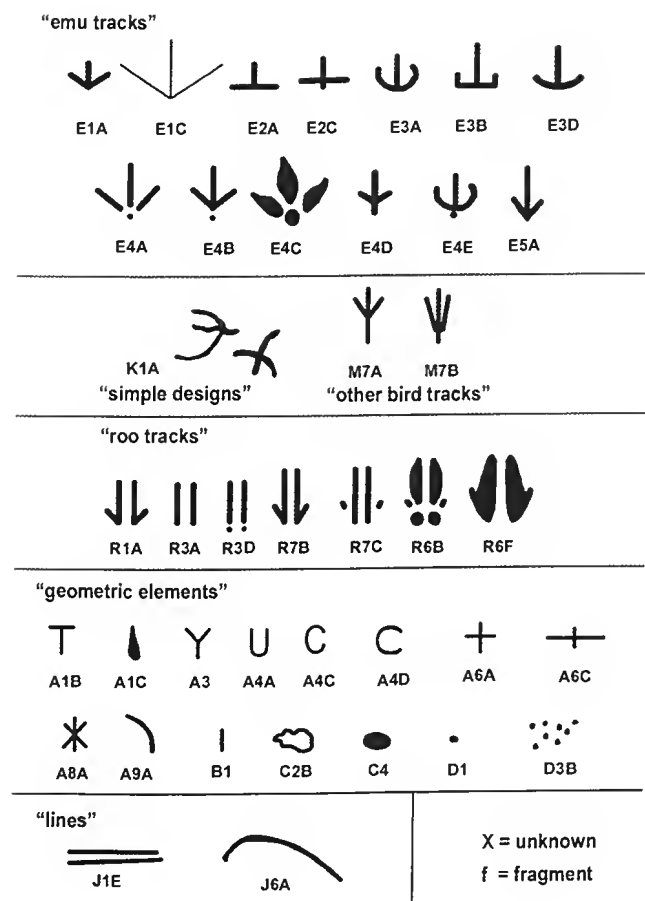 “emu tracks”
E1A E1C E2A E2C E3A E3B E3D
E4A E4B E4C E4D E4E E5A
K1A M7A M7B
“simple designs” “other bird tracks”
“roo tracks”
R1A R3A R3D R7B R7C R6B R6F
“geometric elements”
A1B A1C A3 A4A A4C A4D A6A A6C
A8A A9A B1 C2B C4 D1 D3B
“lines”
J1E J6A
X = unknown
f = fragment